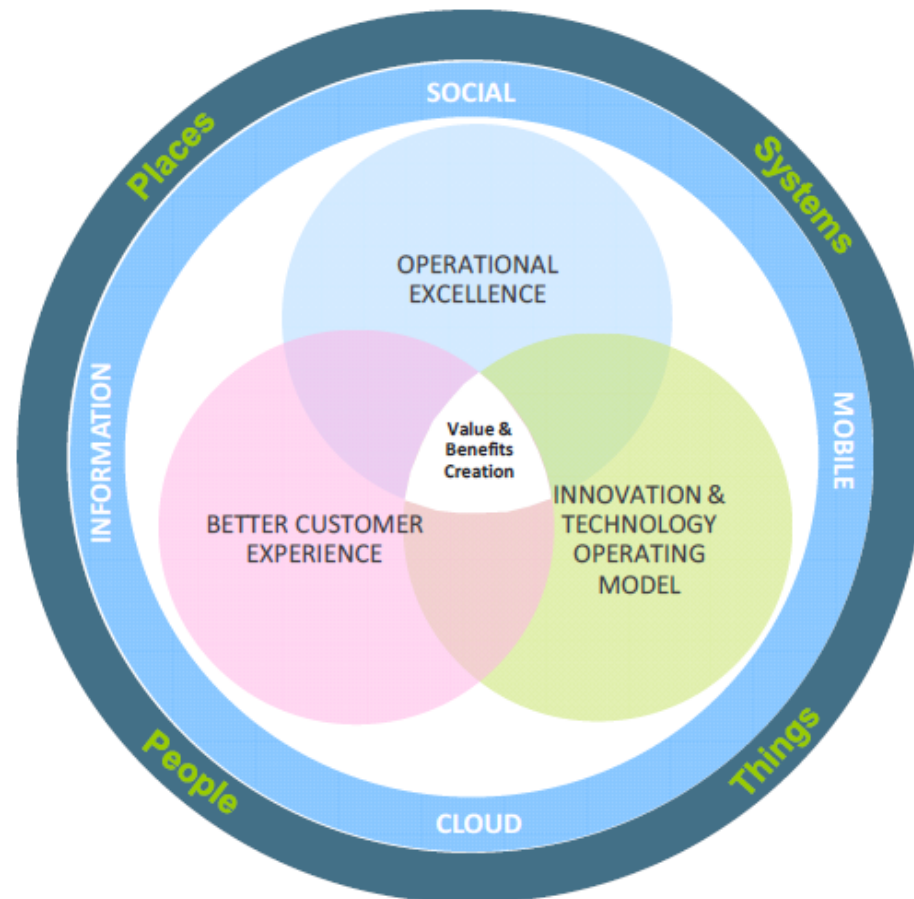 SOCIAL
Places
Systems
OPERATIONAL
EXCELLENCE
INFORMATION
MOBILE
Value &
Benefits
Creation
BETTER CUSTOMER
EXPERIENCE
INNOVATION &
TECHNOLOGY
OPERATING
MODEL
People
Things
CLOUD